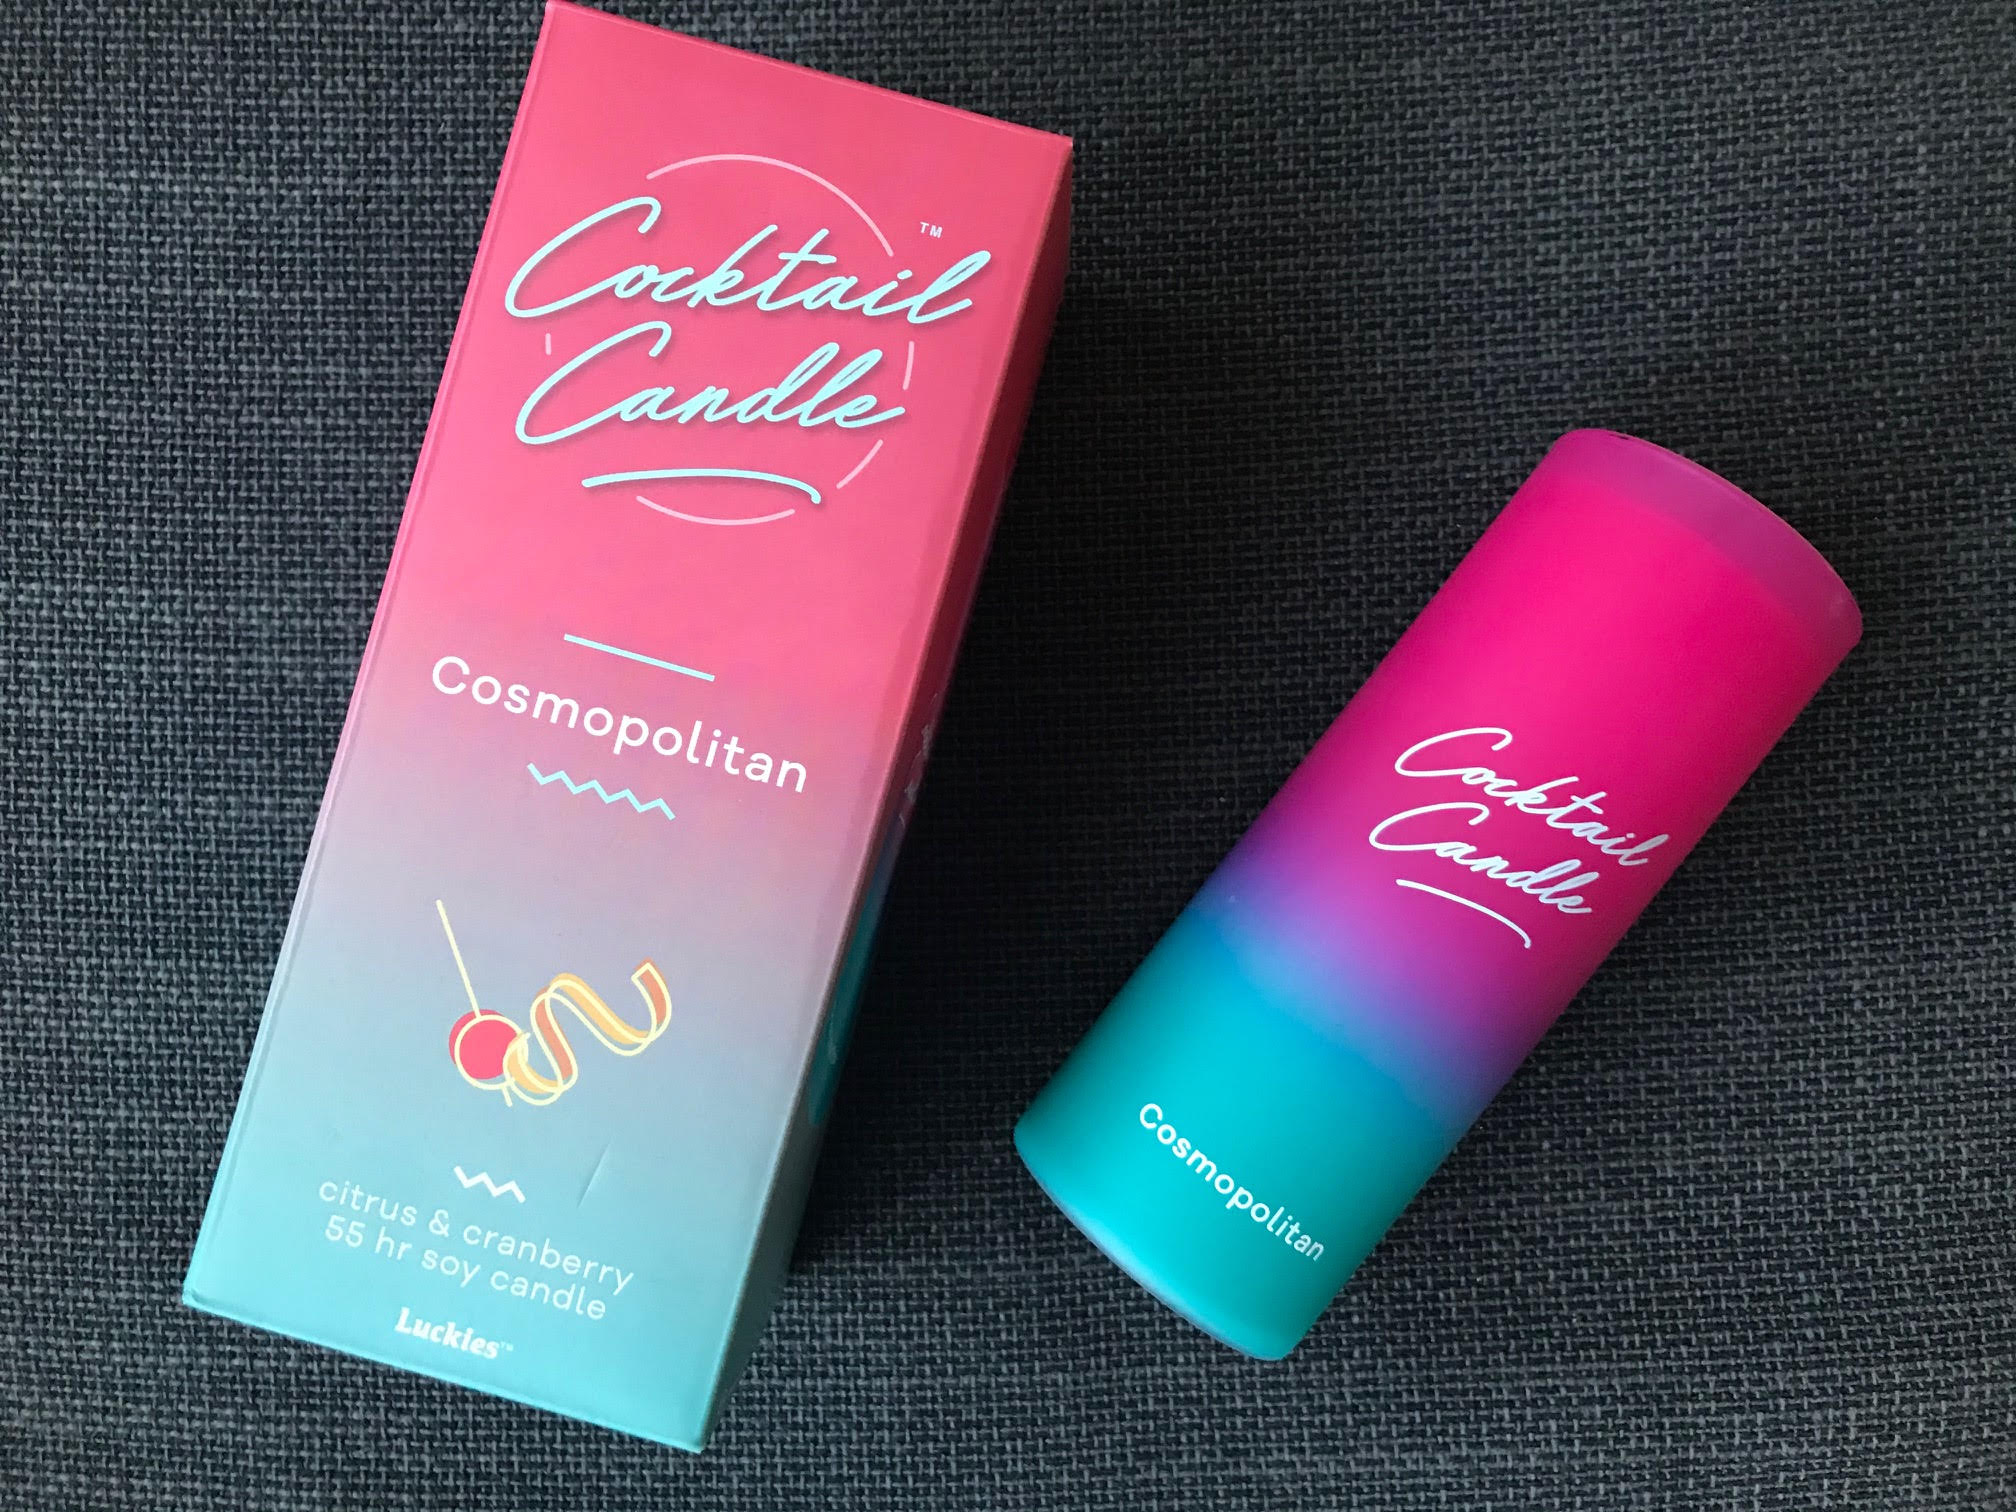 Cocktail ™
Candle
Cosmopolitan
citrus & cranberry
55 hr soy candle
Luckies™
Cocktail
Candle
Cosmopolitan